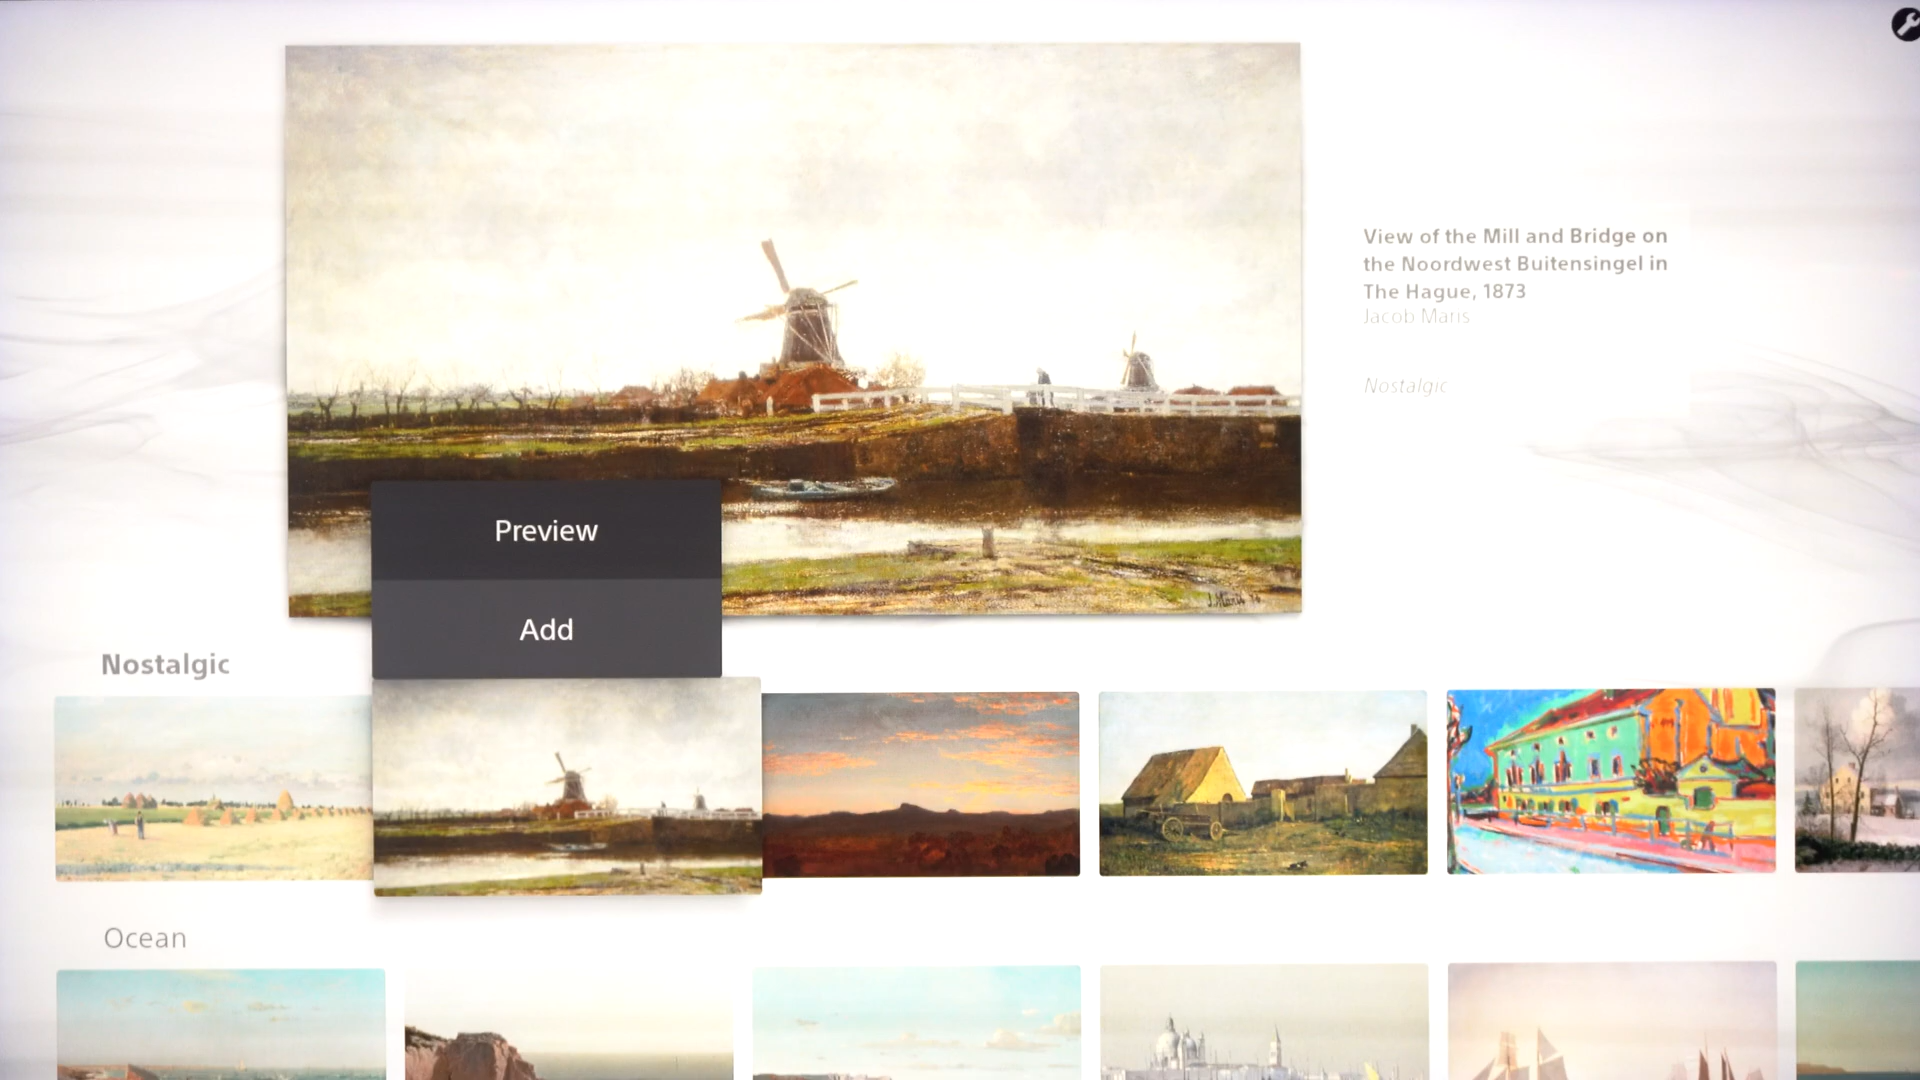 View of the Mill and Bridge on
the Noordwest Buitensingel in
The Hague, 1873
Jacob Maris
Nostalgic
Preview
Add
J. Maris
Nostalgic
Ocean